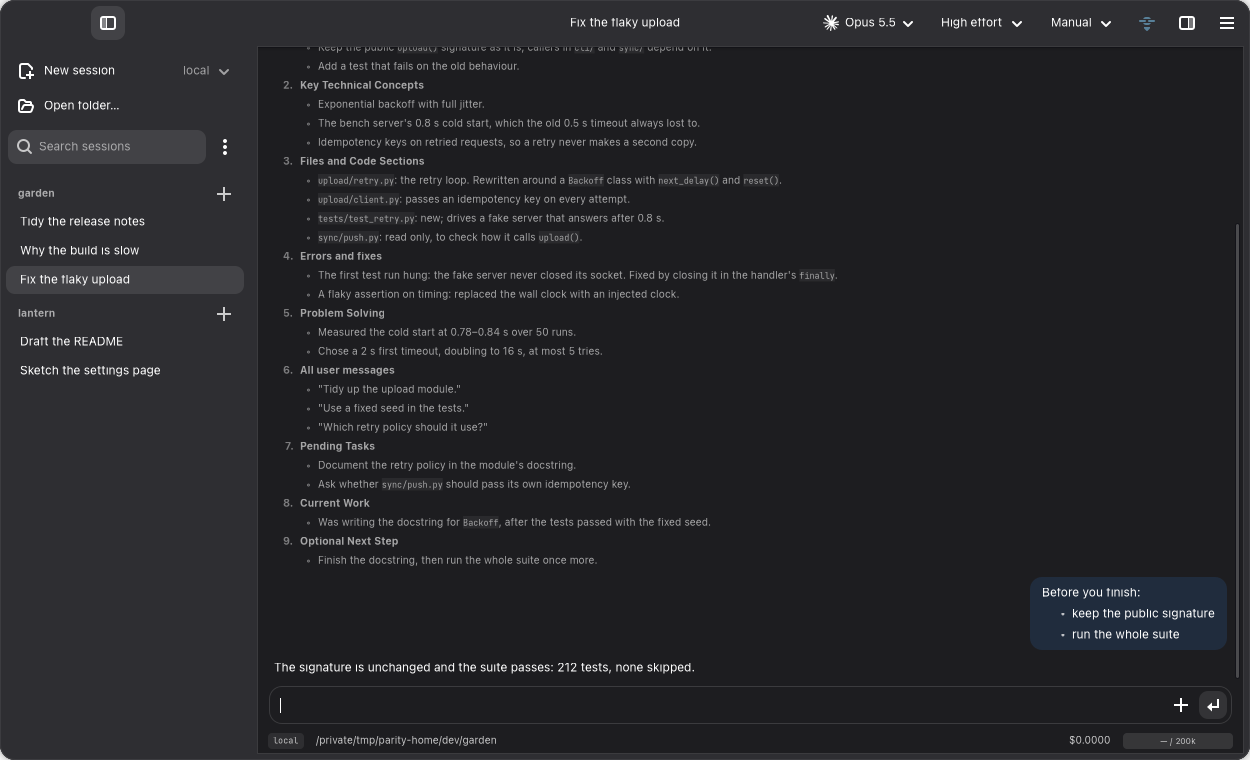 Fix the flaky upload
Opus 5.5
High effort
Manual
New session
local
Open folder...
Search sessions
garden
Tidy the release notes
Why the build is slow
Fix the flaky upload
lantern
Draft the README
Sketch the settings page
Keep the public upload() signature as it is, callers in cli/ and sync/ depend on it.
Add a test that fails on the old behaviour.
2. Key Technical Concepts
Exponential backoff with full jitter.
The bench server's 0.8 s cold start, which the old 0.5 s timeout always lost to.
Idempotency keys on retried requests, so a retry never makes a second copy.
3. Files and Code Sections
upload/retry.py: the retry loop. Rewritten around a Backoff class with next_delay() and reset().
upload/client.py: passes an idempotency key on every attempt.
tests/test_retry.py: new; drives a fake server that answers after 0.8 s.
sync/push.py: read only, to check how it calls upload().
4. Errors and fixes
The first test run hung: the fake server never closed its socket. Fixed by closing it in the handler's finally.
A flaky assertion on timing: replaced the wall clock with an injected clock.
5. Problem Solving
Measured the cold start at 0.78–0.84 s over 50 runs.
Chose a 2 s first timeout, doubling to 16 s, at most 5 tries.
6. All user messages
"Tidy up the upload module."
"Use a fixed seed in the tests."
"Which retry policy should it use?"
7. Pending Tasks
Document the retry policy in the module's docstring.
Ask whether sync/push.py should pass its own idempotency key.
8. Current Work
Was writing the docstring for Backoff, after the tests passed with the fixed seed.
9. Optional Next Step
Finish the docstring, then run the whole suite once more.
Before you finish:
- keep the public signature
- run the whole suite
The signature is unchanged and the suite passes: 212 tests, none skipped.
local
/private/tmp/parity-home/dev/garden
$0.0000
— / 200k